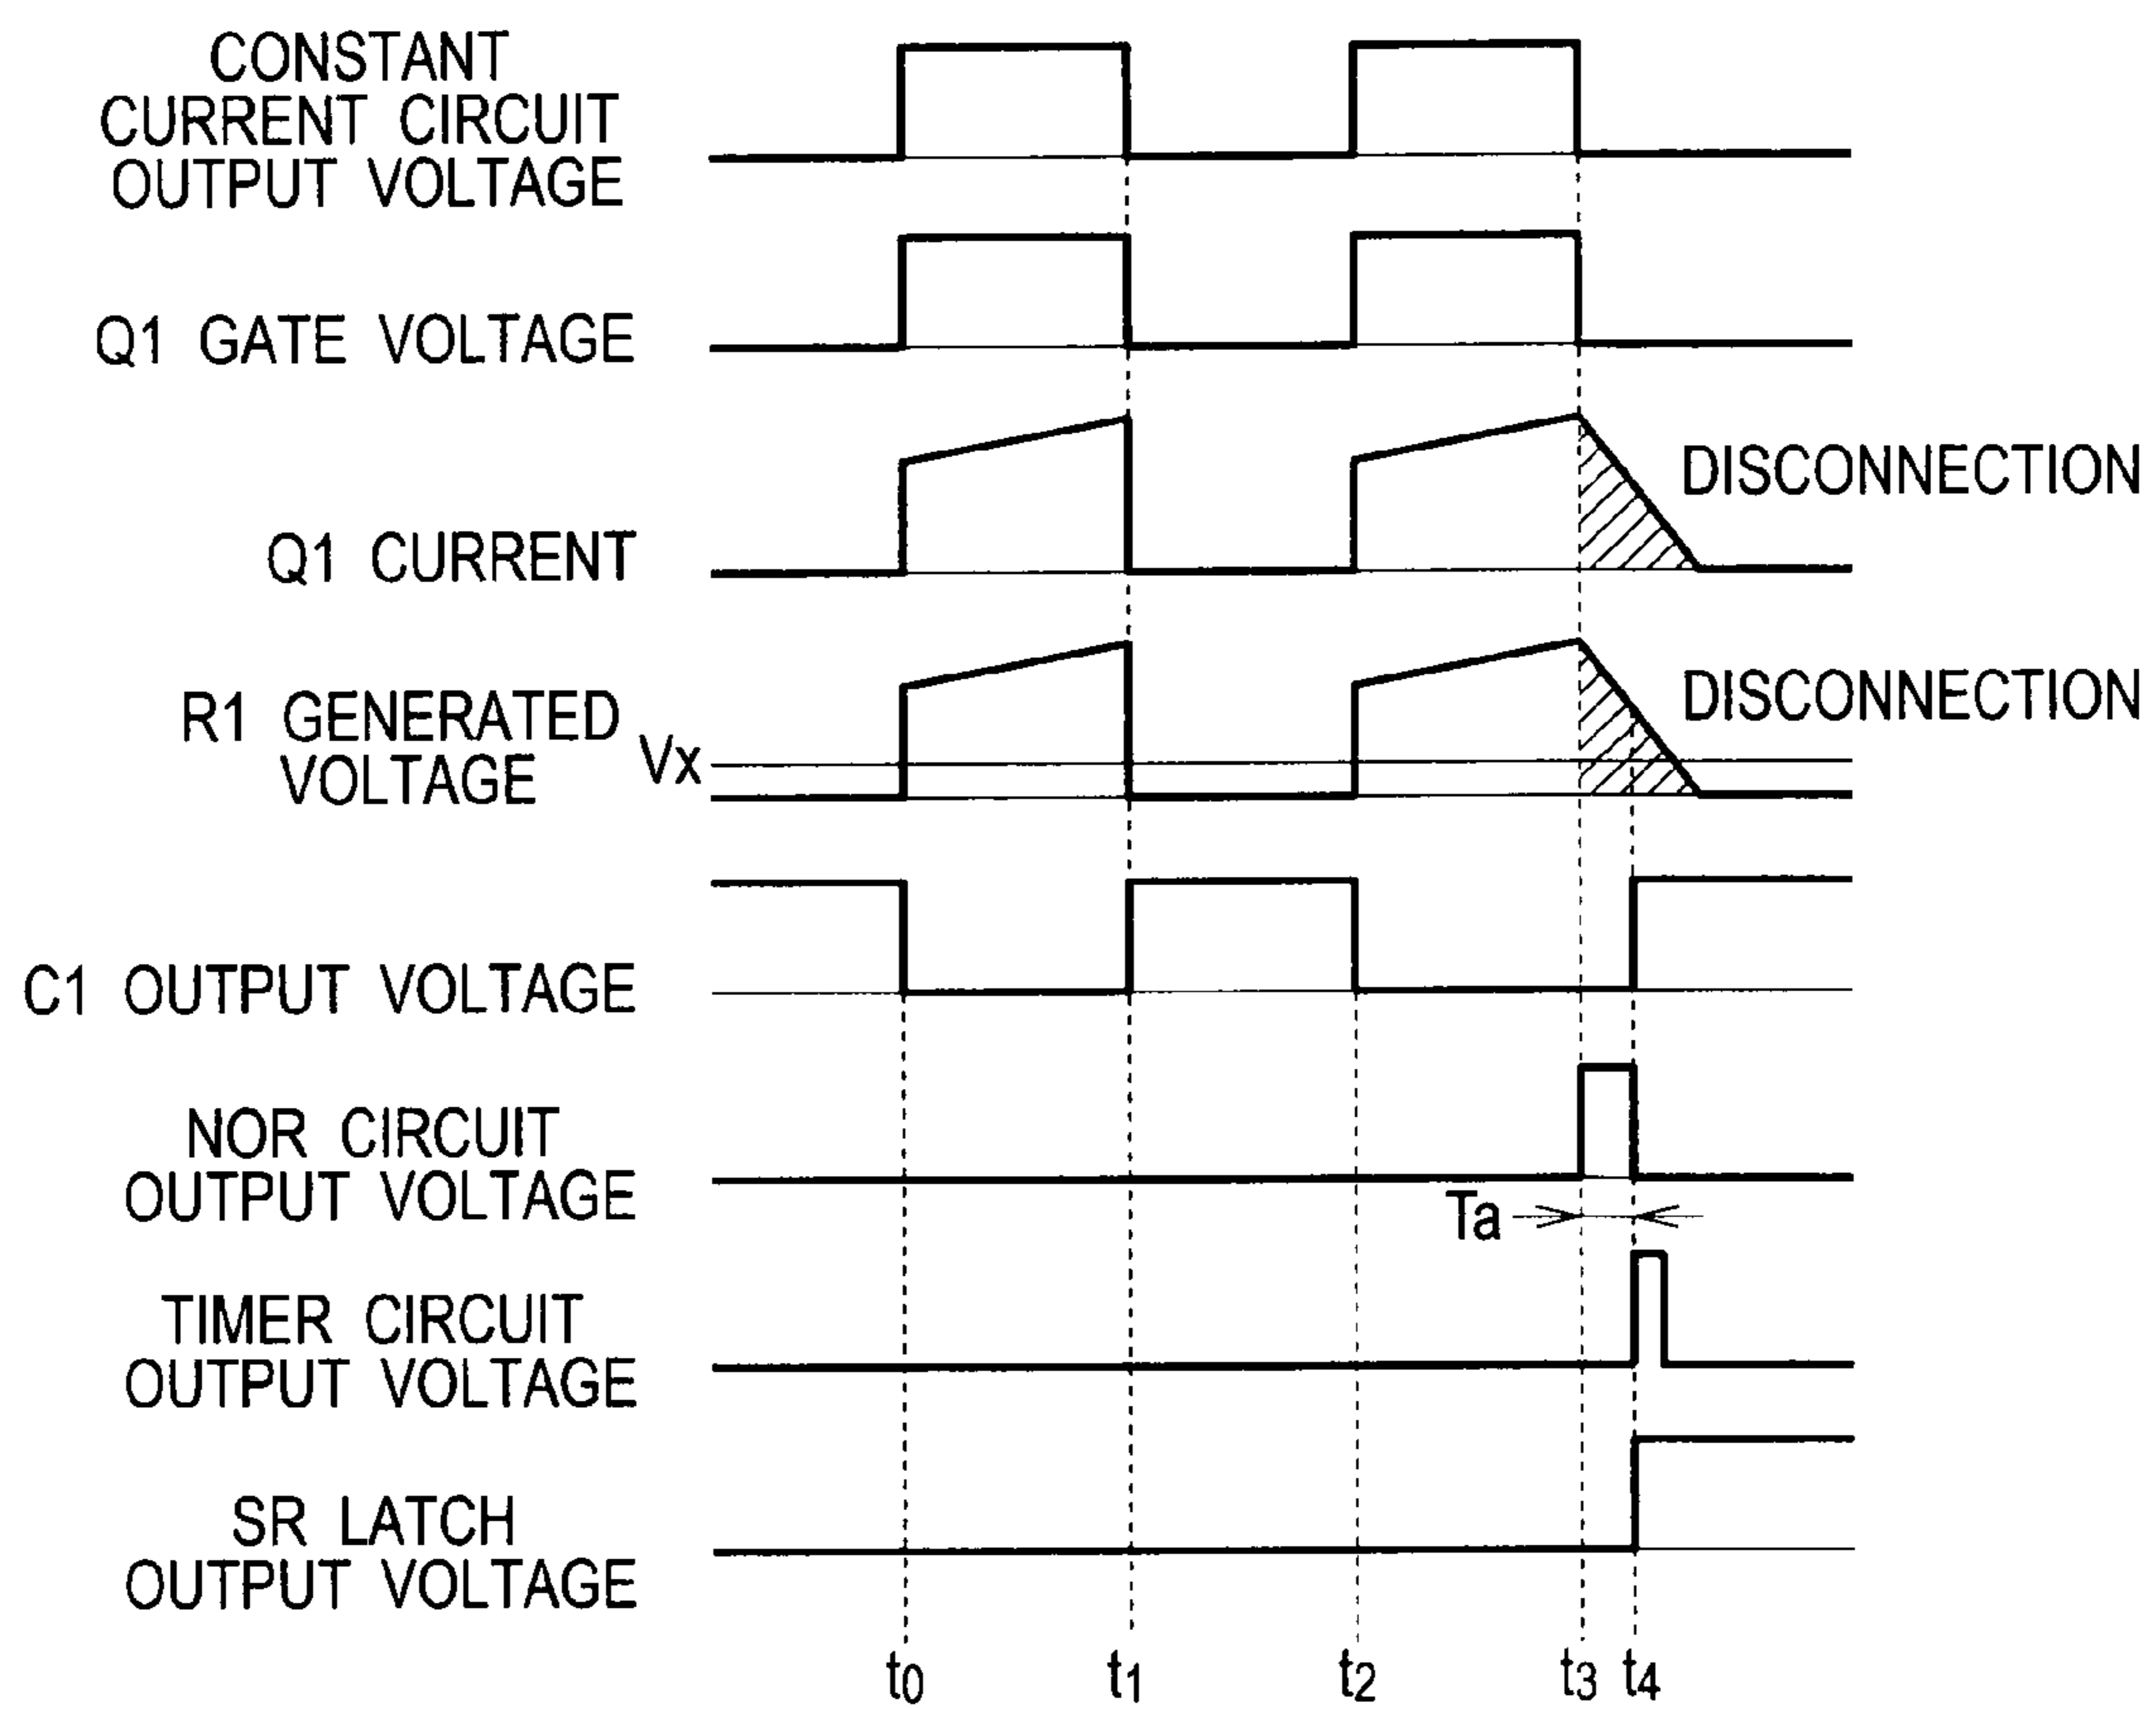 CONSTANT
CURRENT CIRCUIT
OUTPUT VOLTAGE
Q1 GATE VOLTAGE
DISCONNECTION
Q1 CURRENT
R1 GENERATED
VOLTAGE
Vx
DISCONNECTION
C1 OUTPUT VOLTAGE
NOR CIRCUIT
OUTPUT VOLTAGE
Ta
TIMER CIRCUIT
OUTPUT VOLTAGE
SR LATCH
OUTPUT VOLTAGE
t0 t1 t2 t3 t4